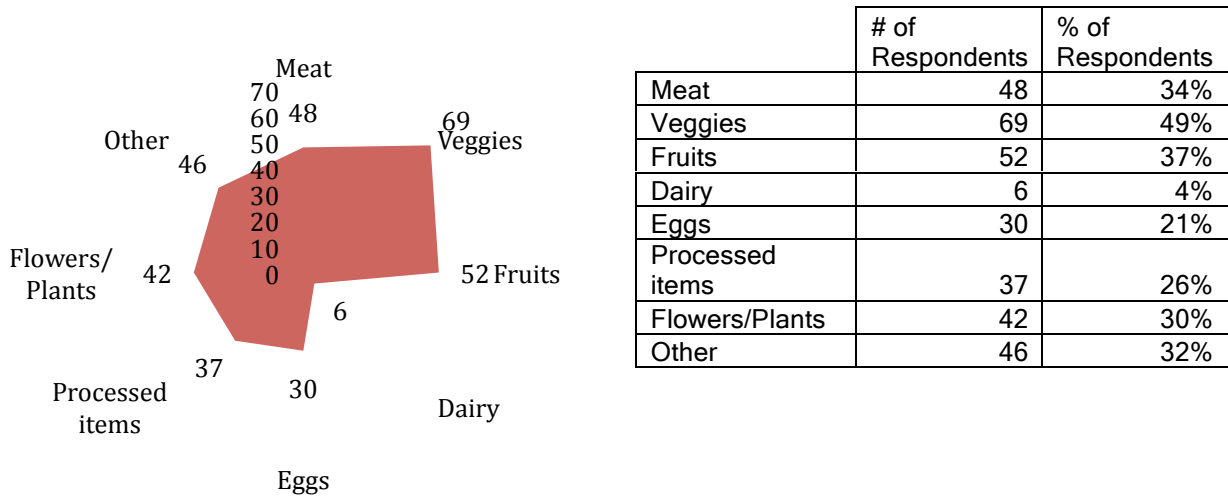 Meat
70
60
50
40
30
20
10
0
48
69
Veggies
52 Fruits
6
Dairy
30
Eggs
37
Processed
items
42
Flowers/
Plants
46
Other
# of Respondents % of Respondents
Meat 48 34%
Veggies 69 49%
Fruits 52 37%
Dairy 6 4%
Eggs 30 21%
Processed
items 37 26%
Flowers/Plants 42 30%
Other 46 32%